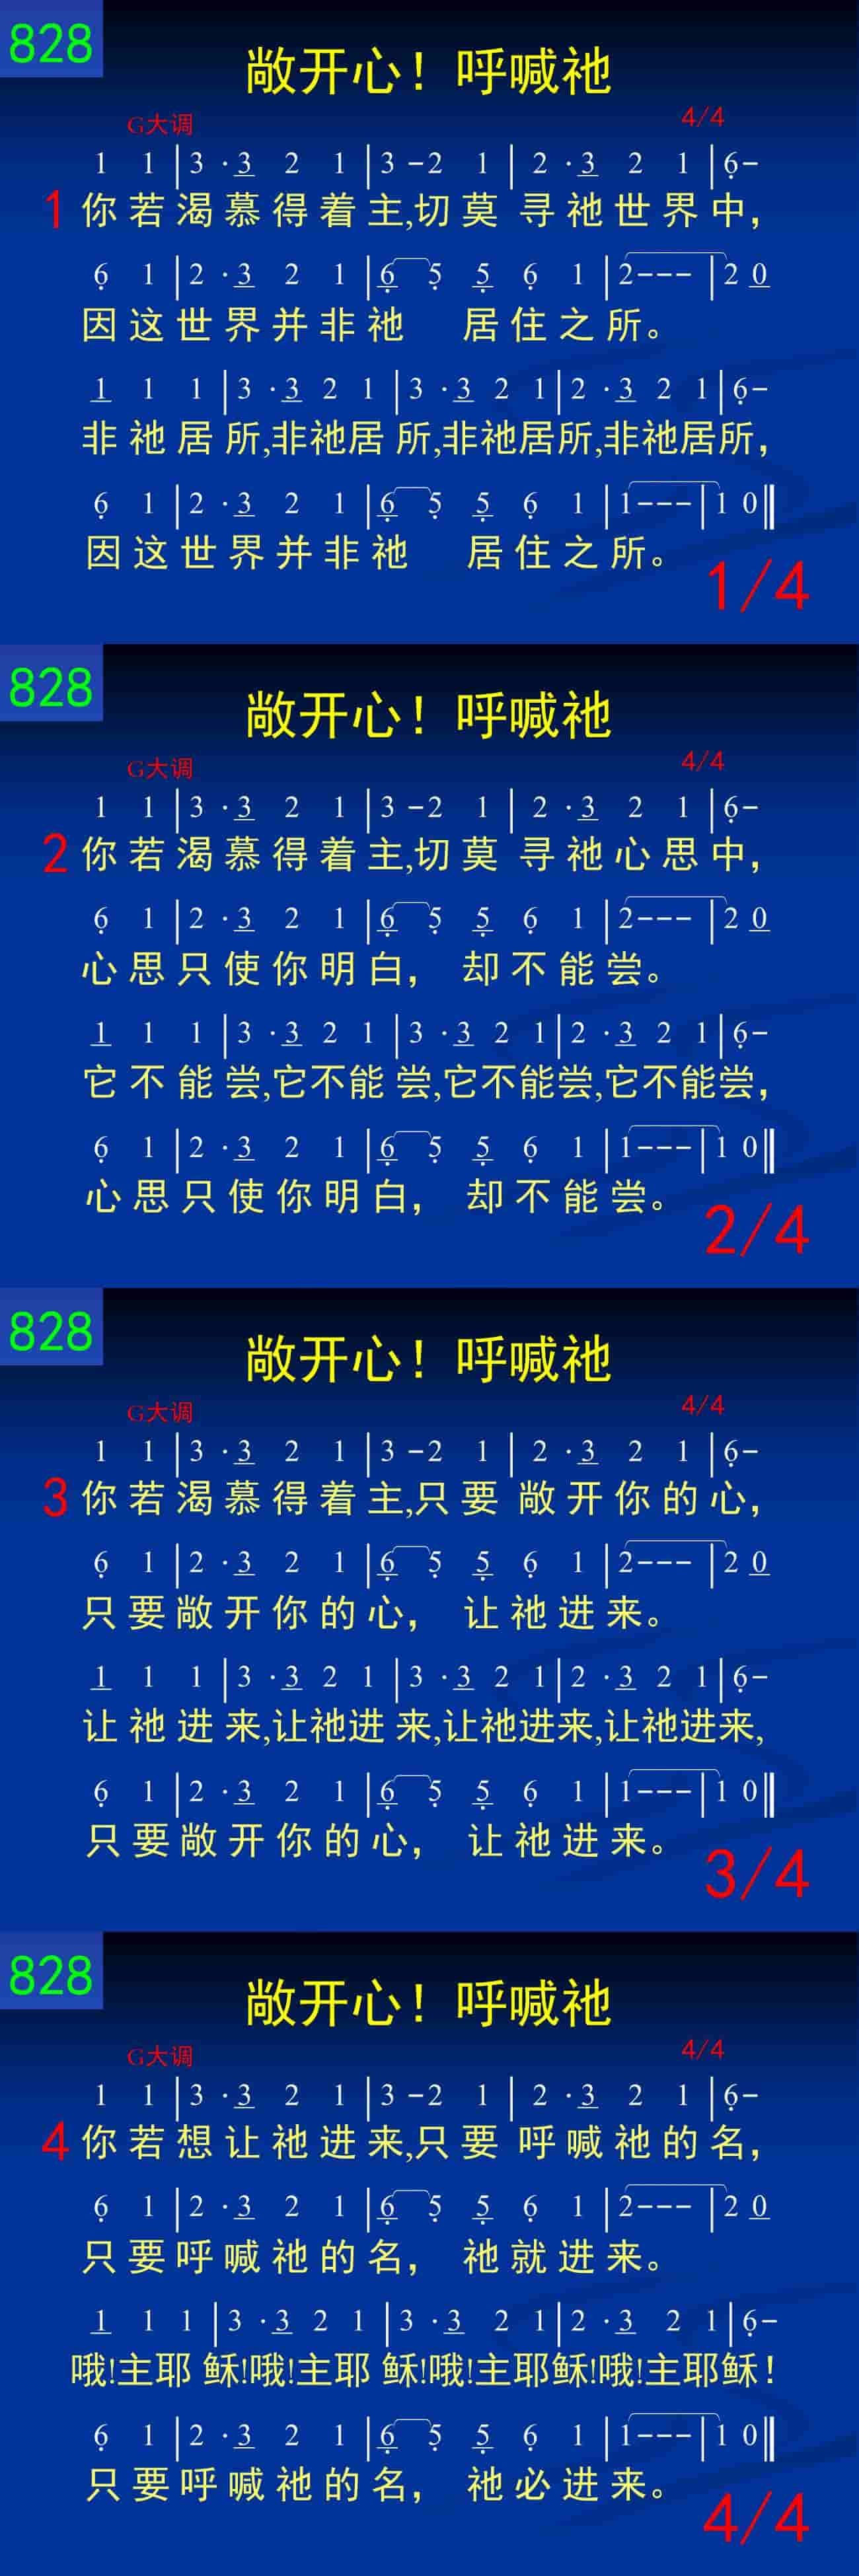 828
敞开心！呼喊祂
G大调 4/4
1 1 | 3 · 3 2 1 | 3 - 2 1 | 2 · 3 2 1 | 6 -
1 你若渴慕得着主,切莫 寻祂世界中，
6 1 | 2 · 3 2 1 | 6 5 5 6 1 | 2 - - - | 2 0
因这世界并非祂 居住之所。
1 1 1 | 3 · 3 2 1 | 3 · 3 2 1 | 2 · 3 2 1 | 6 -
非祂居所,非祂居所,非祂居所,非祂居所，
6 1 | 2 · 3 2 1 | 6 5 5 6 1 | 1 - - - | 1 0 ‖
因这世界并非祂 居住之所。
1/4
828
敞开心！呼喊祂
G大调 4/4
1 1 | 3 · 3 2 1 | 3 - 2 1 | 2 · 3 2 1 | 6 -
2 你若渴慕得着主,切莫 寻祂心思中，
6 1 | 2 · 3 2 1 | 6 5 5 6 1 | 2 - - - | 2 0
心思只使你明白， 却不能尝。
1 1 1 | 3 · 3 2 1 | 3 · 3 2 1 | 2 · 3 2 1 | 6 -
它不能尝,它不能尝,它不能尝,它不能尝，
6 1 | 2 · 3 2 1 | 6 5 5 6 1 | 1 - - - | 1 0 ‖
心思只使你明白， 却不能尝。
2/4
828
敞开心！呼喊祂
G大调 4/4
1 1 | 3 · 3 2 1 | 3 - 2 1 | 2 · 3 2 1 | 6 -
3 你若渴慕得着主,只要 敞开你的心，
6 1 | 2 · 3 2 1 | 6 5 5 6 1 | 2 - - - | 2 0
只要敞开你的心， 让祂进来。
1 1 1 | 3 · 3 2 1 | 3 · 3 2 1 | 2 · 3 2 1 | 6 -
让祂进来,让祂进来,让祂进来,让祂进来,
6 1 | 2 · 3 2 1 | 6 5 5 6 1 | 1 - - - | 1 0 ‖
只要敞开你的心， 让祂进来。
3/4
828
敞开心！呼喊祂
G大调 4/4
1 1 | 3 · 3 2 1 | 3 - 2 1 | 2 · 3 2 1 | 6 -
4 你若想让祂进来,只要 呼喊祂的名，
6 1 | 2 · 3 2 1 | 6 5 5 6 1 | 2 - - - | 2 0
只要呼喊祂的名， 祂就进来。
1 1 1 | 3 · 3 2 1 | 3 · 3 2 1 | 2 · 3 2 1 | 6 -
哦!主耶稣!哦!主耶稣!哦!主耶稣!哦!主耶稣！
6 1 | 2 · 3 2 1 | 6 5 5 6 1 | 1 - - - | 1 0 ‖
只要呼喊祂的名， 祂必进来。
4/4